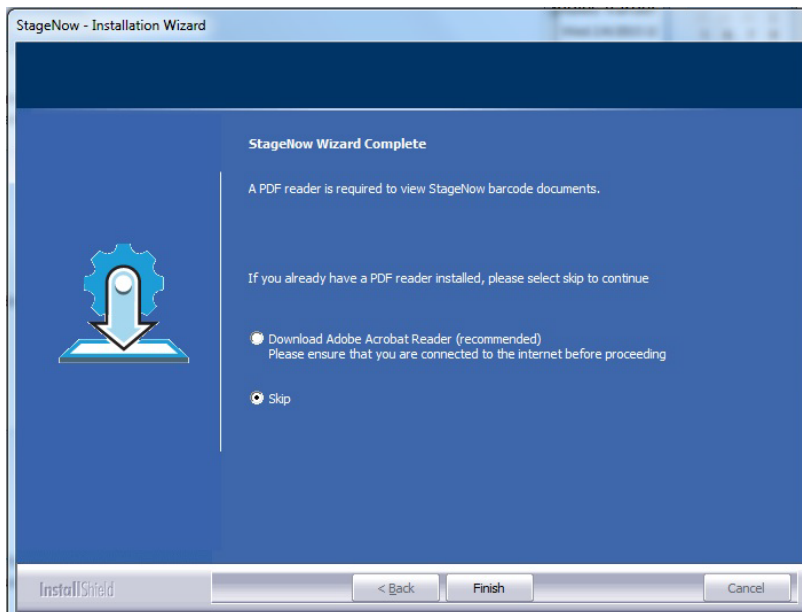 StageNow - Installation Wizard
StageNow Wizard Complete
A PDF reader is required to view StageNow barcode documents.
If you already have a PDF reader installed, please select skip to continue
Download Adobe Acrobat Reader (recommended)
Please ensure that you are connected to the internet before proceeding
Skip
InstallShield
< Back
Finish
Cancel